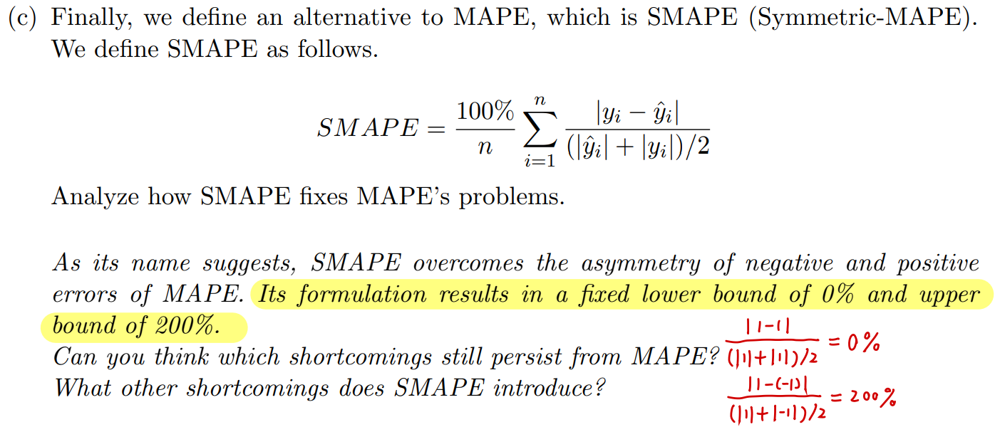 (c) Finally, we define an alternative to MAPE, which is SMAPE (Symmetric-MAPE).
We define SMAPE as follows.
SMAPE = \frac{100\%}{n} \sum_{i=1}^{n} \frac{|y_i - \hat{y}_i|}{(|\hat{y}_i| + |y_i|)/2}
Analyze how SMAPE fixes MAPE's problems.
As its name suggests, SMAPE overcomes the asymmetry of negative and positive
errors of MAPE. Its formulation results in a fixed lower bound of 0% and upper
bound of 200%.
Can you think which shortcomings still persist from MAPE?
What other shortcomings does SMAPE introduce?
\frac{|1-1|}{(|1|+|1|)/2} = 0%
\frac{|1-(-1)|}{(|1|+|-1|)/2} = 200%